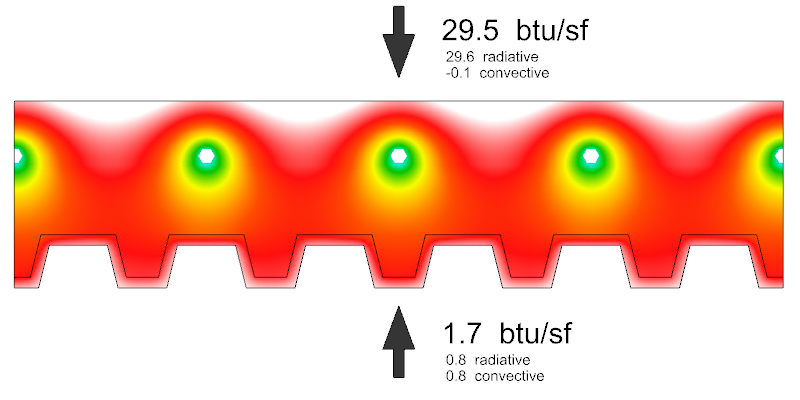 29.5 btu/sf
29.6 radiative
-0.1 convective
1.7 btu/sf
0.8 radiative
0.8 convective